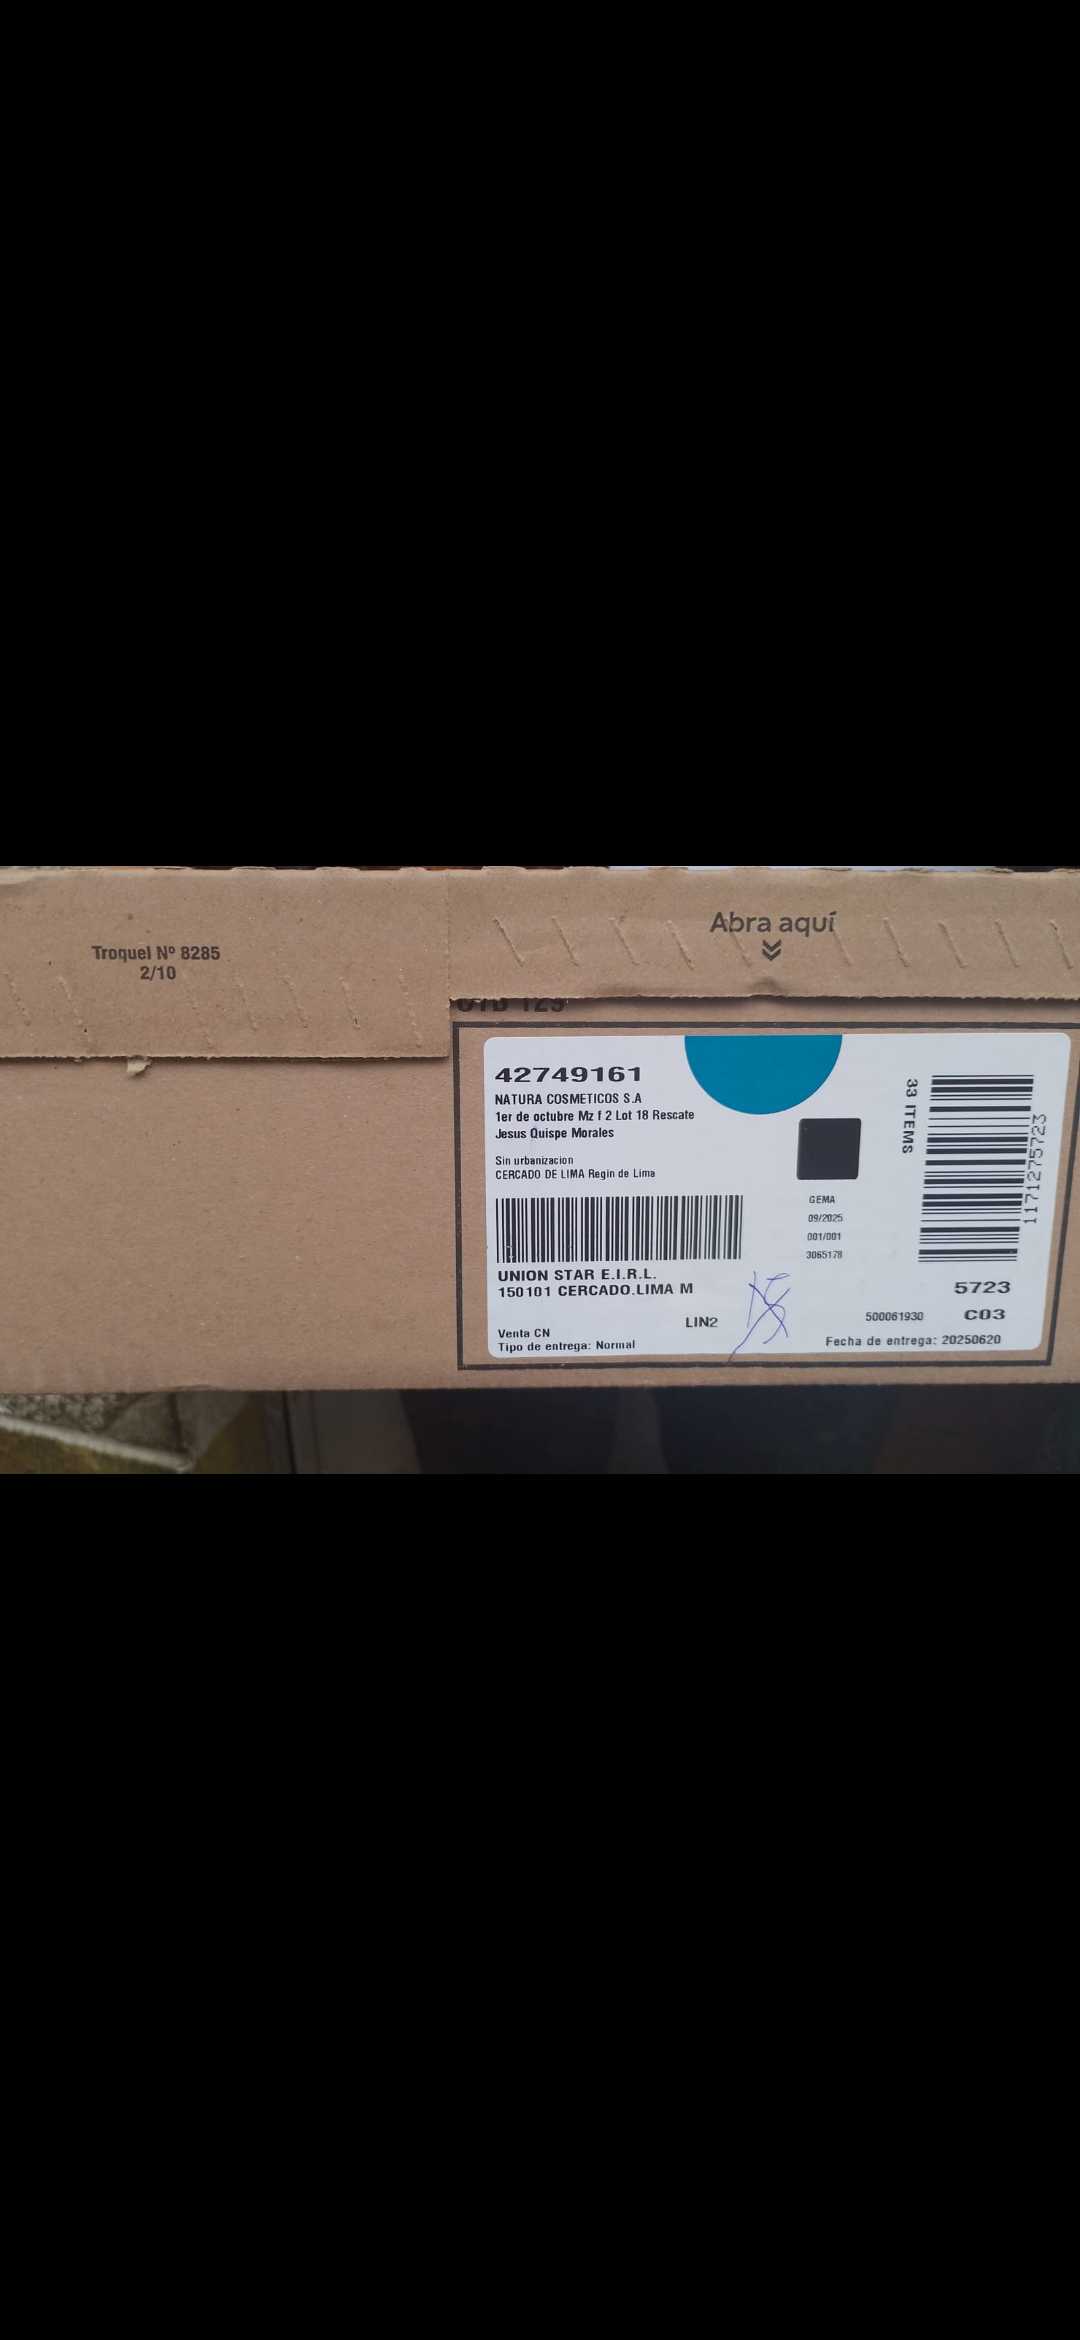 Troquel Nº 8285
2/10
Abra aquí
42749161
NATURA COSMETICOS S.A
1er de octubre Mz f 2 Lot 18 Rescate
Jesus Quispe Morales
Sin urbanizacion
CERCADO DE LIMA Regin de Lima
33 ITEMS
1171275723
GEMA
09/2025
001/001
3065178
UNION STAR E.I.R.L.
150101 CERCADO.LIMA M
LIN2
Venta CN
Tipo de entrega: Normal
5723
500061930 C03
Fecha de entrega: 20250620